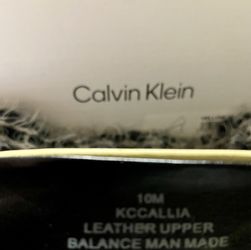 Calvin Klein
10M
KCCALLIA
LEATHER UPPER
BALANCE MAN MADE